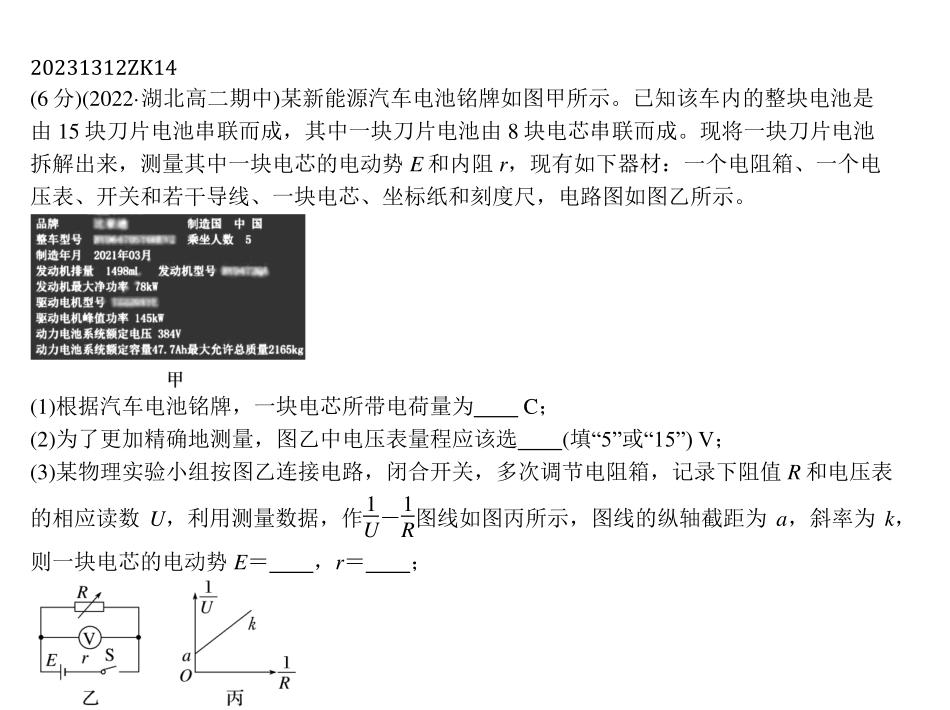 20231312ZK14
(6 分)(2022·湖北高二期中)某新能源汽车电池铭牌如图甲所示。已知该车内的整块电池是
由 15 块刀片电池串联而成，其中一块刀片电池由 8 块电芯串联而成。现将一块刀片电池
拆解出来，测量其中一块电芯的电动势 E 和内阻 r，现有如下器材：一个电阻箱、一个电
压表、开关和若干导线、一块电芯、坐标纸和刻度尺，电路图如图乙所示。
品牌 制造国 中 国
整车型号 乘坐人数 5
制造年月 2021年03月
发动机排量 1498mL 发动机型号
发动机最大净功率 78kW
驱动电机型号
驱动电机峰值功率 145kW
动力电池系统额定电压 384V
动力电池系统额定容量47.7Ah最大允许总质量2165kg
甲
(1)根据汽车电池铭牌，一块电芯所带电荷量为____ C；
(2)为了更加精确地测量，图乙中电压表量程应该选____(填“5”或“15”) V；
(3)某物理实验小组按图乙连接电路，闭合开关，多次调节电阻箱，记录下阻值 R 和电压表
的相应读数 U，利用测量数据，作1/U－1/R图线如图丙所示，图线的纵轴截距为 a，斜率为 k，
则一块电芯的电动势 E＝____，r＝____；
R
V
E r S
乙
1/U
k
a
O
1/R
丙